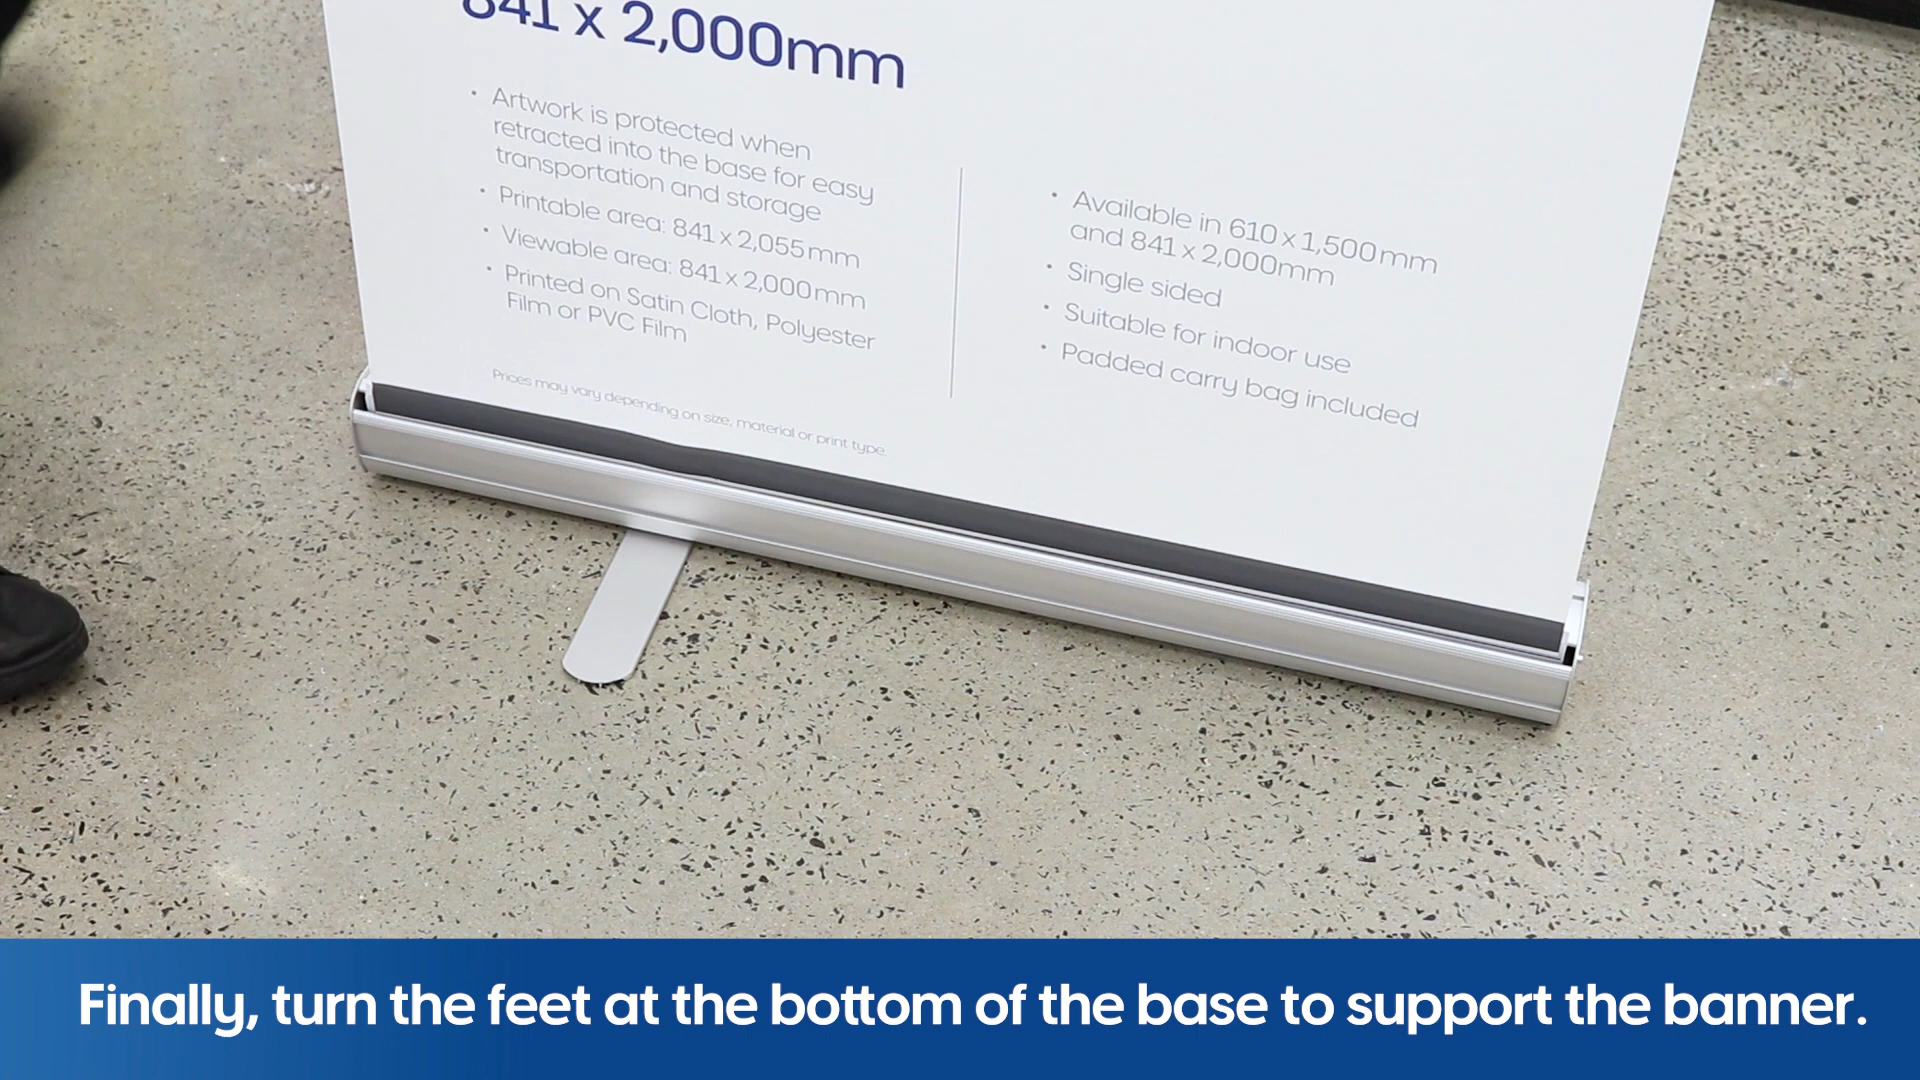 841 x 2,000mm
• Artwork is protected when
retracted into the base for easy
transportation and storage
• Printable area: 841 x 2,055mm
• Viewable area: 841 x 2,000mm
• Printed on Satin Cloth, Polyester
Film or PVC Film
Prices may vary depending on size, material or print type.
• Available in 610 x 1,500mm
and 841 x 2,000mm
• Single sided
• Suitable for indoor use
• Padded carry bag included
Finally, turn the feet at the bottom of the base to support the banner.